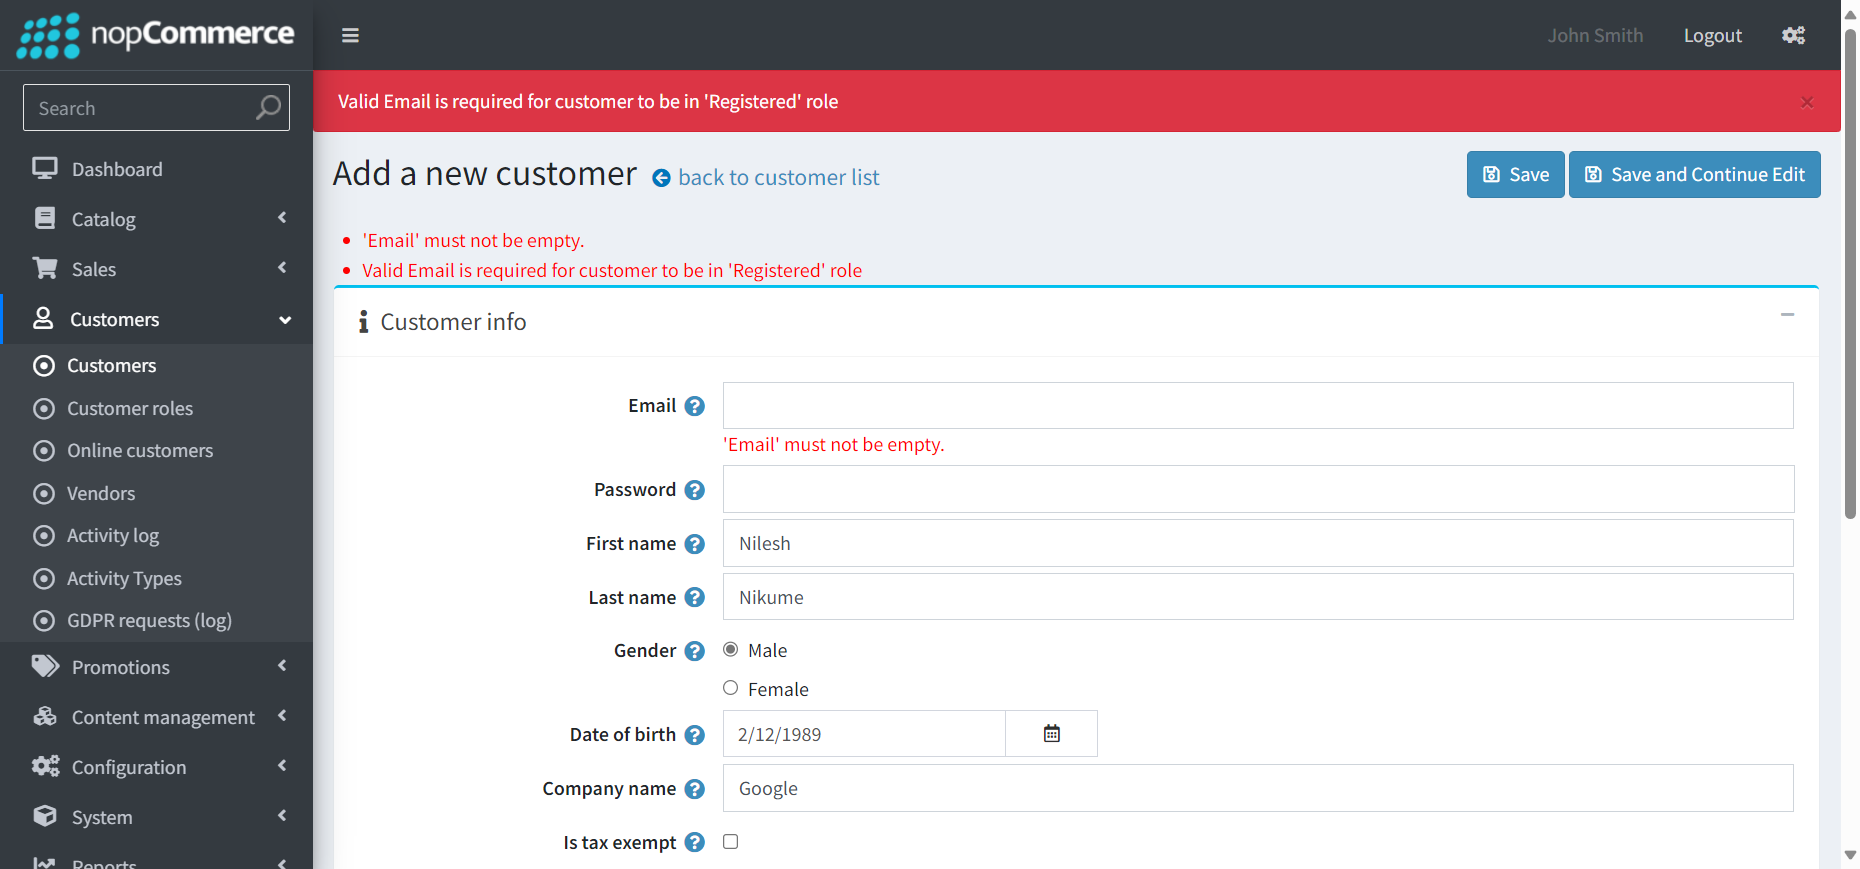 nopCommerce
John Smith
Logout
Valid Email is required for customer to be in 'Registered' role
×
Search
Dashboard
Catalog
Sales
Customers
Customers
Customer roles
Online customers
Vendors
Activity log
Activity Types
GDPR requests (log)
Promotions
Content management
Configuration
System
Reports
Add a new customer
back to customer list
Save
Save and Continue Edit
'Email' must not be empty.
Valid Email is required for customer to be in 'Registered' role
Customer info
Email
'Email' must not be empty.
Password
First name
Nilesh
Last name
Nikume
Gender
Male
Female
Date of birth
2/12/1989
Company name
Google
Is tax exempt